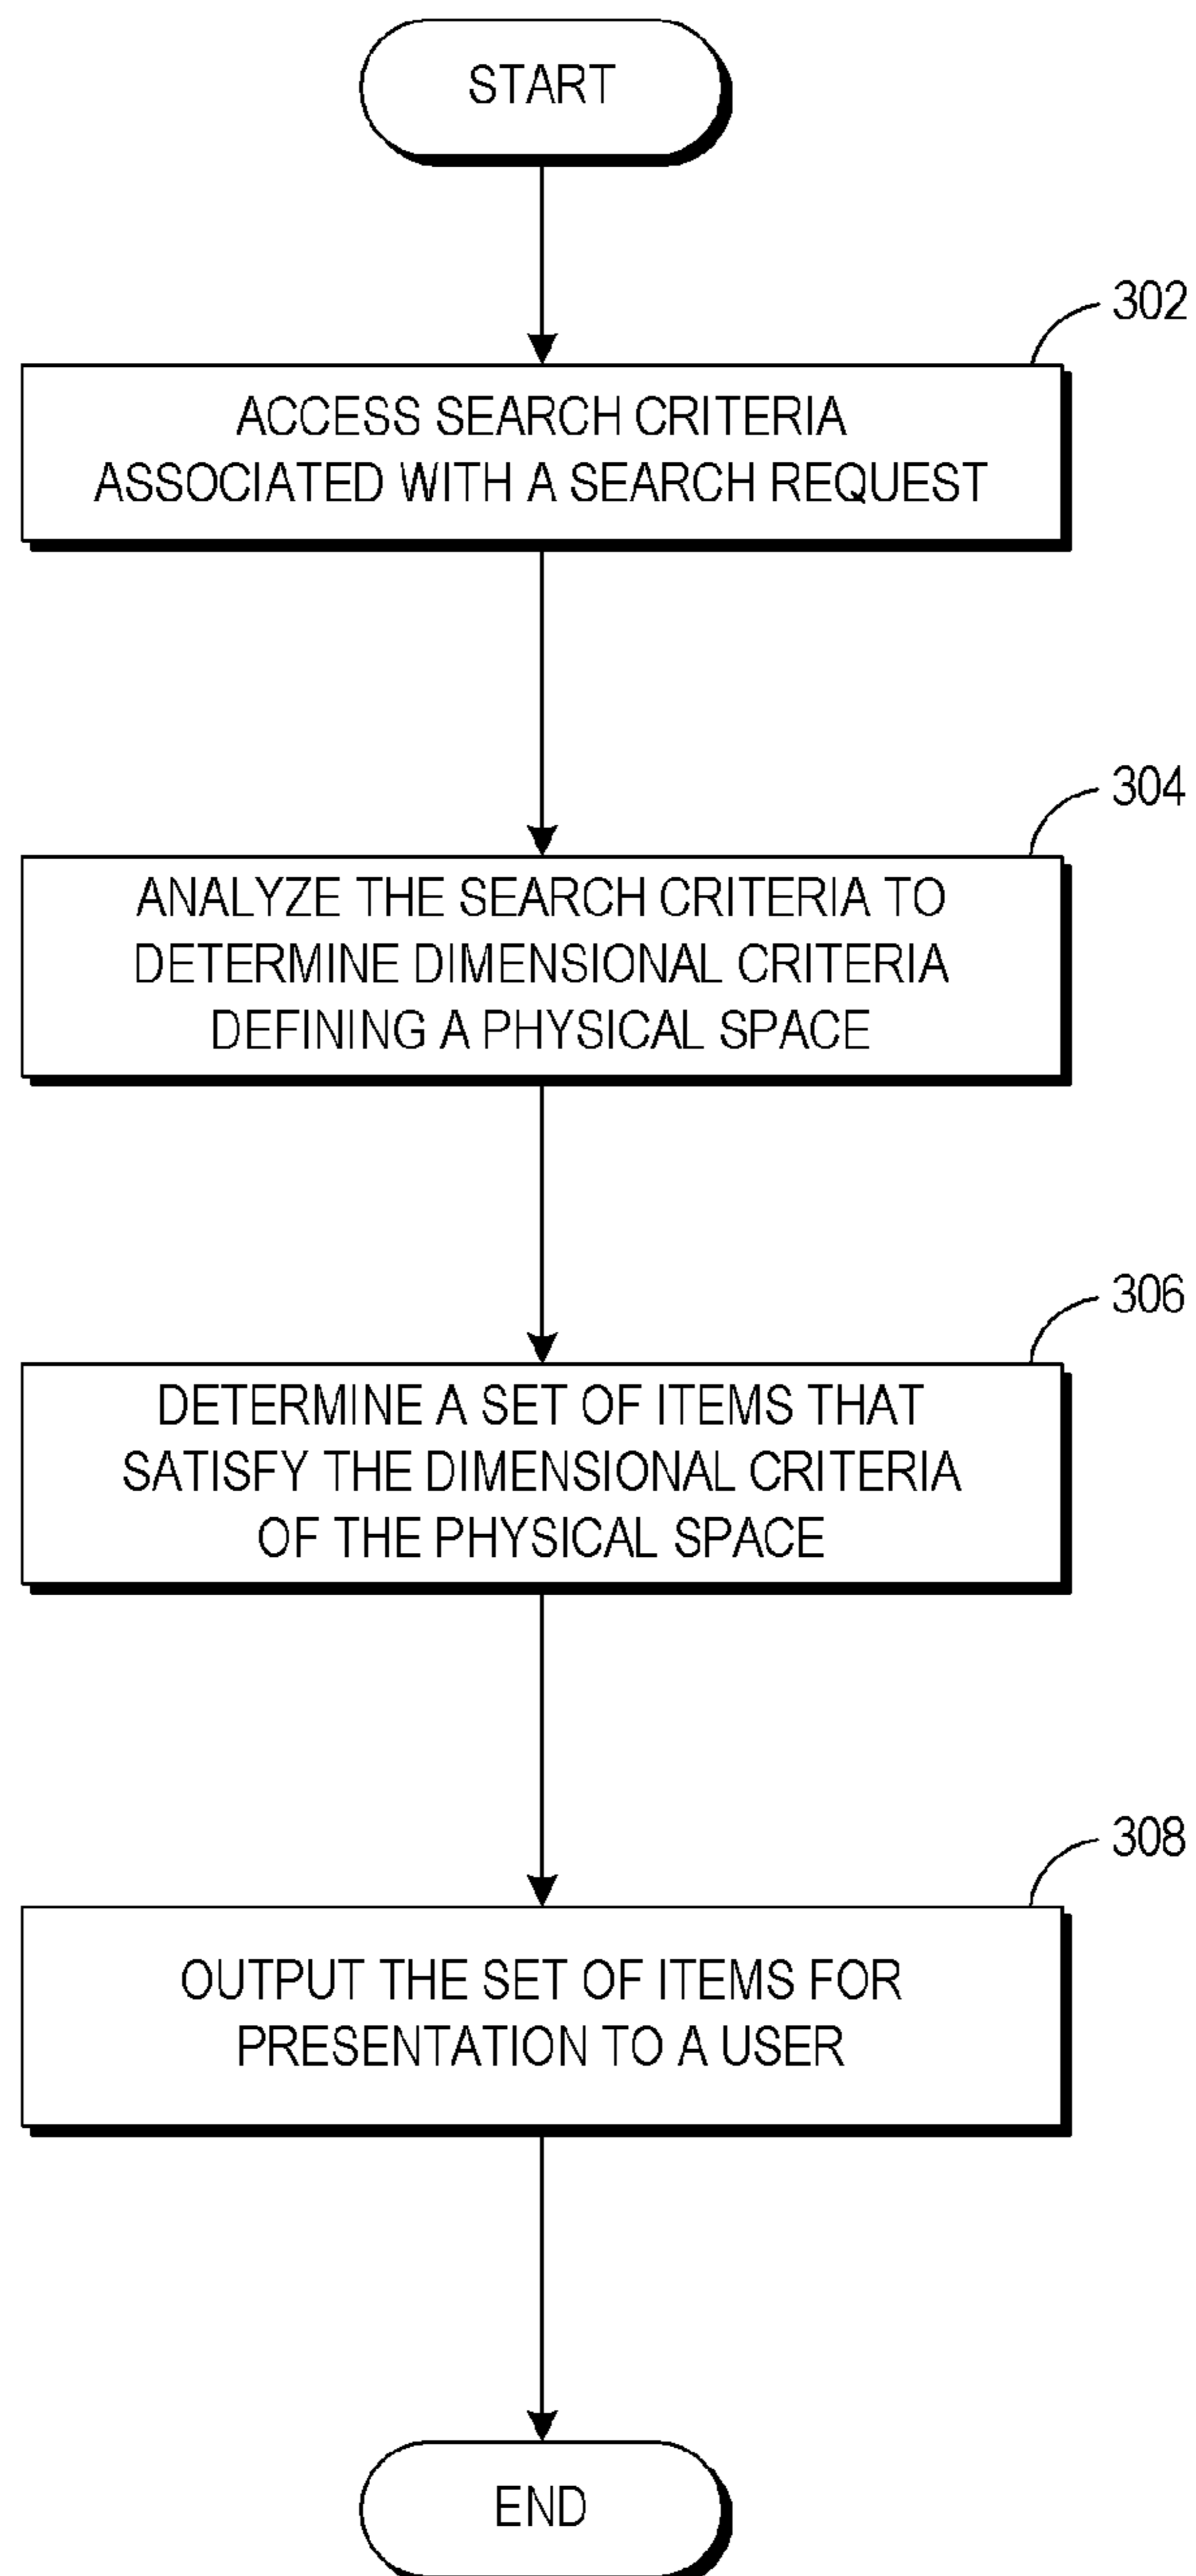 START
302
ACCESS SEARCH CRITERIA
ASSOCIATED WITH A SEARCH REQUEST
304
ANALYZE THE SEARCH CRITERIA TO
DETERMINE DIMENSIONAL CRITERIA
DEFINING A PHYSICAL SPACE
306
DETERMINE A SET OF ITEMS THAT
SATISFY THE DIMENSIONAL CRITERIA
OF THE PHYSICAL SPACE
308
OUTPUT THE SET OF ITEMS FOR
PRESENTATION TO A USER
END